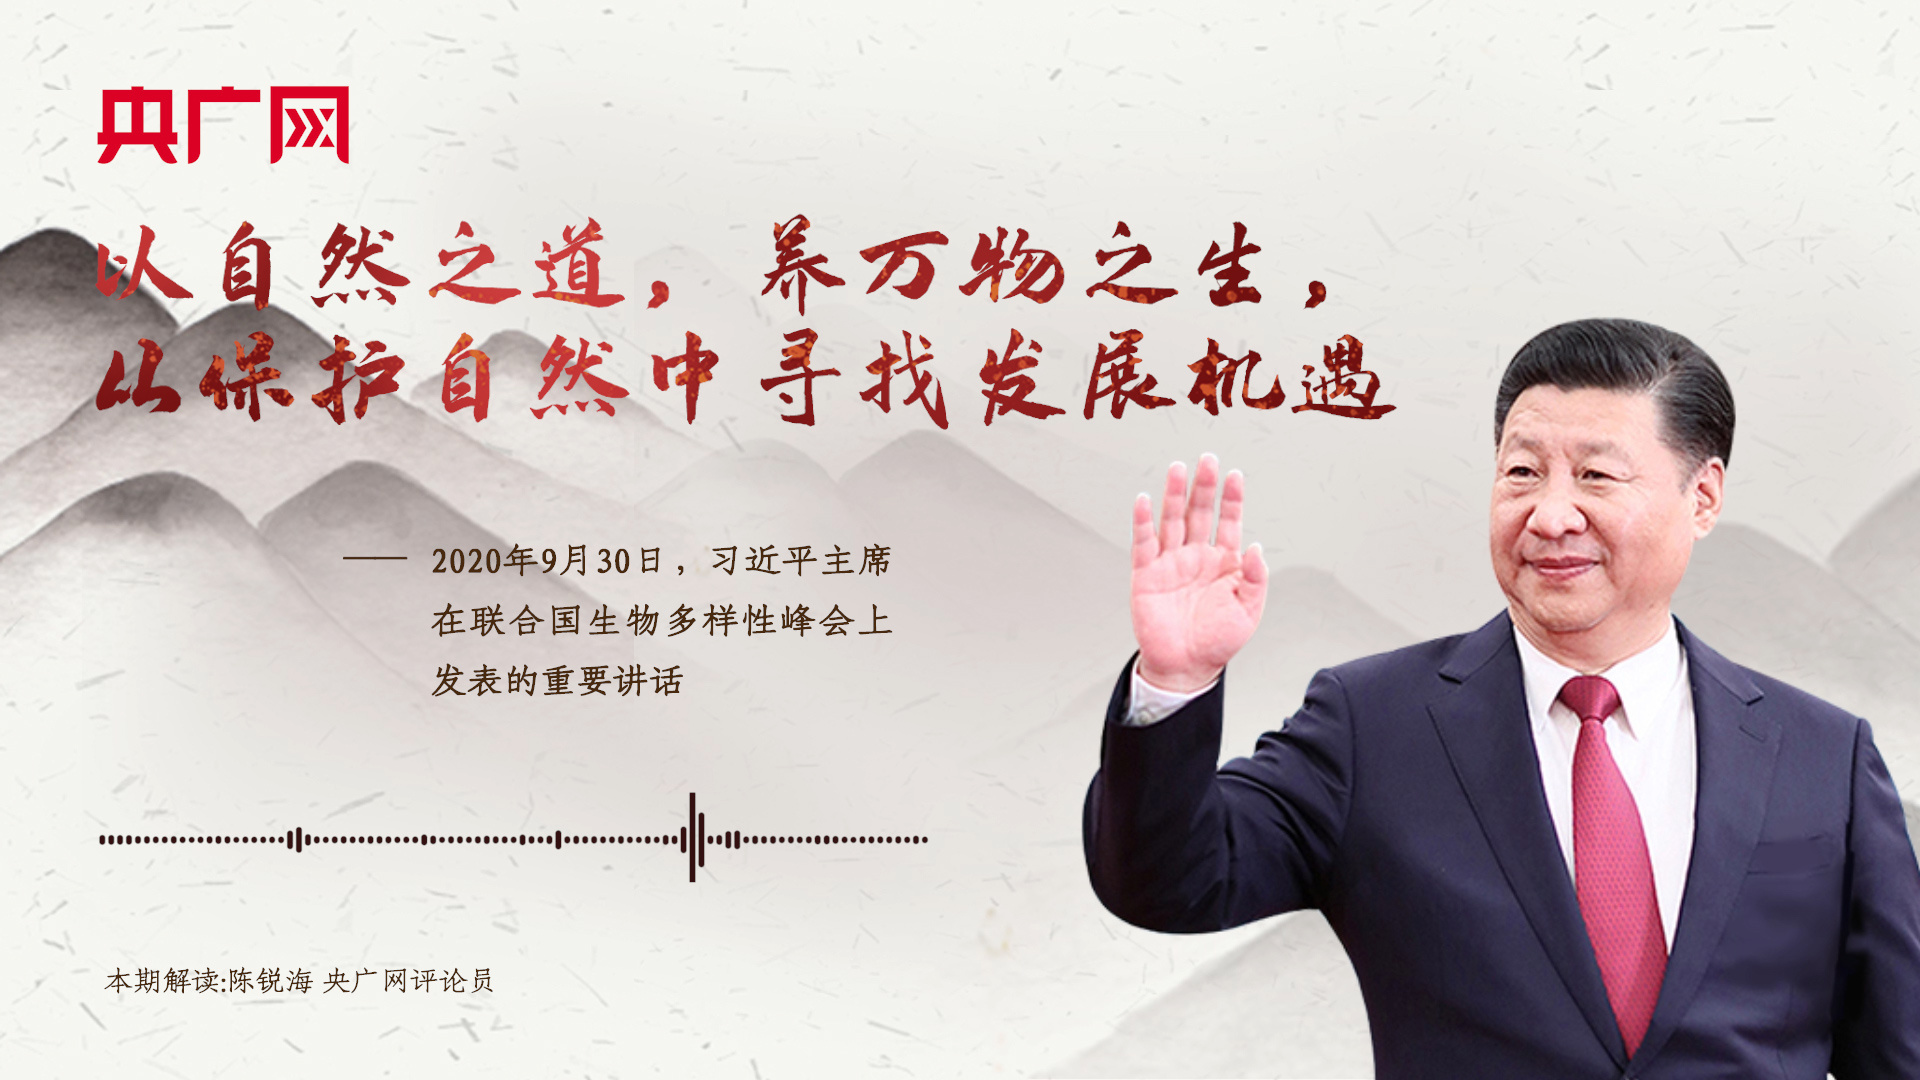 央广网
以自然之道，养万物之生，
从保护自然中寻找发展机遇
—— 2020年9月30日，习近平主席
在联合国生物多样性峰会上
发表的重要讲话
本期解读:陈锐海 央广网评论员